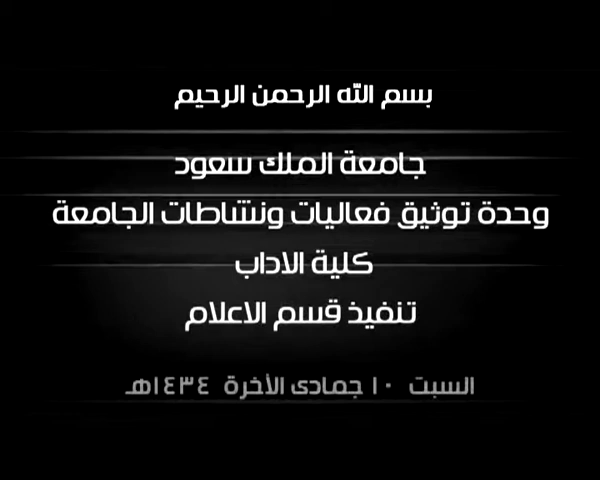 بسم الله الرحمن الرحيم
جامعة الملك سعود
وحدة توثيق فعاليات ونشاطات الجامعة
كلية الاداب
تنفيذ قسم الاعلام
السبت ١٠ جمادى الأخرة ١٤٣٤هـ